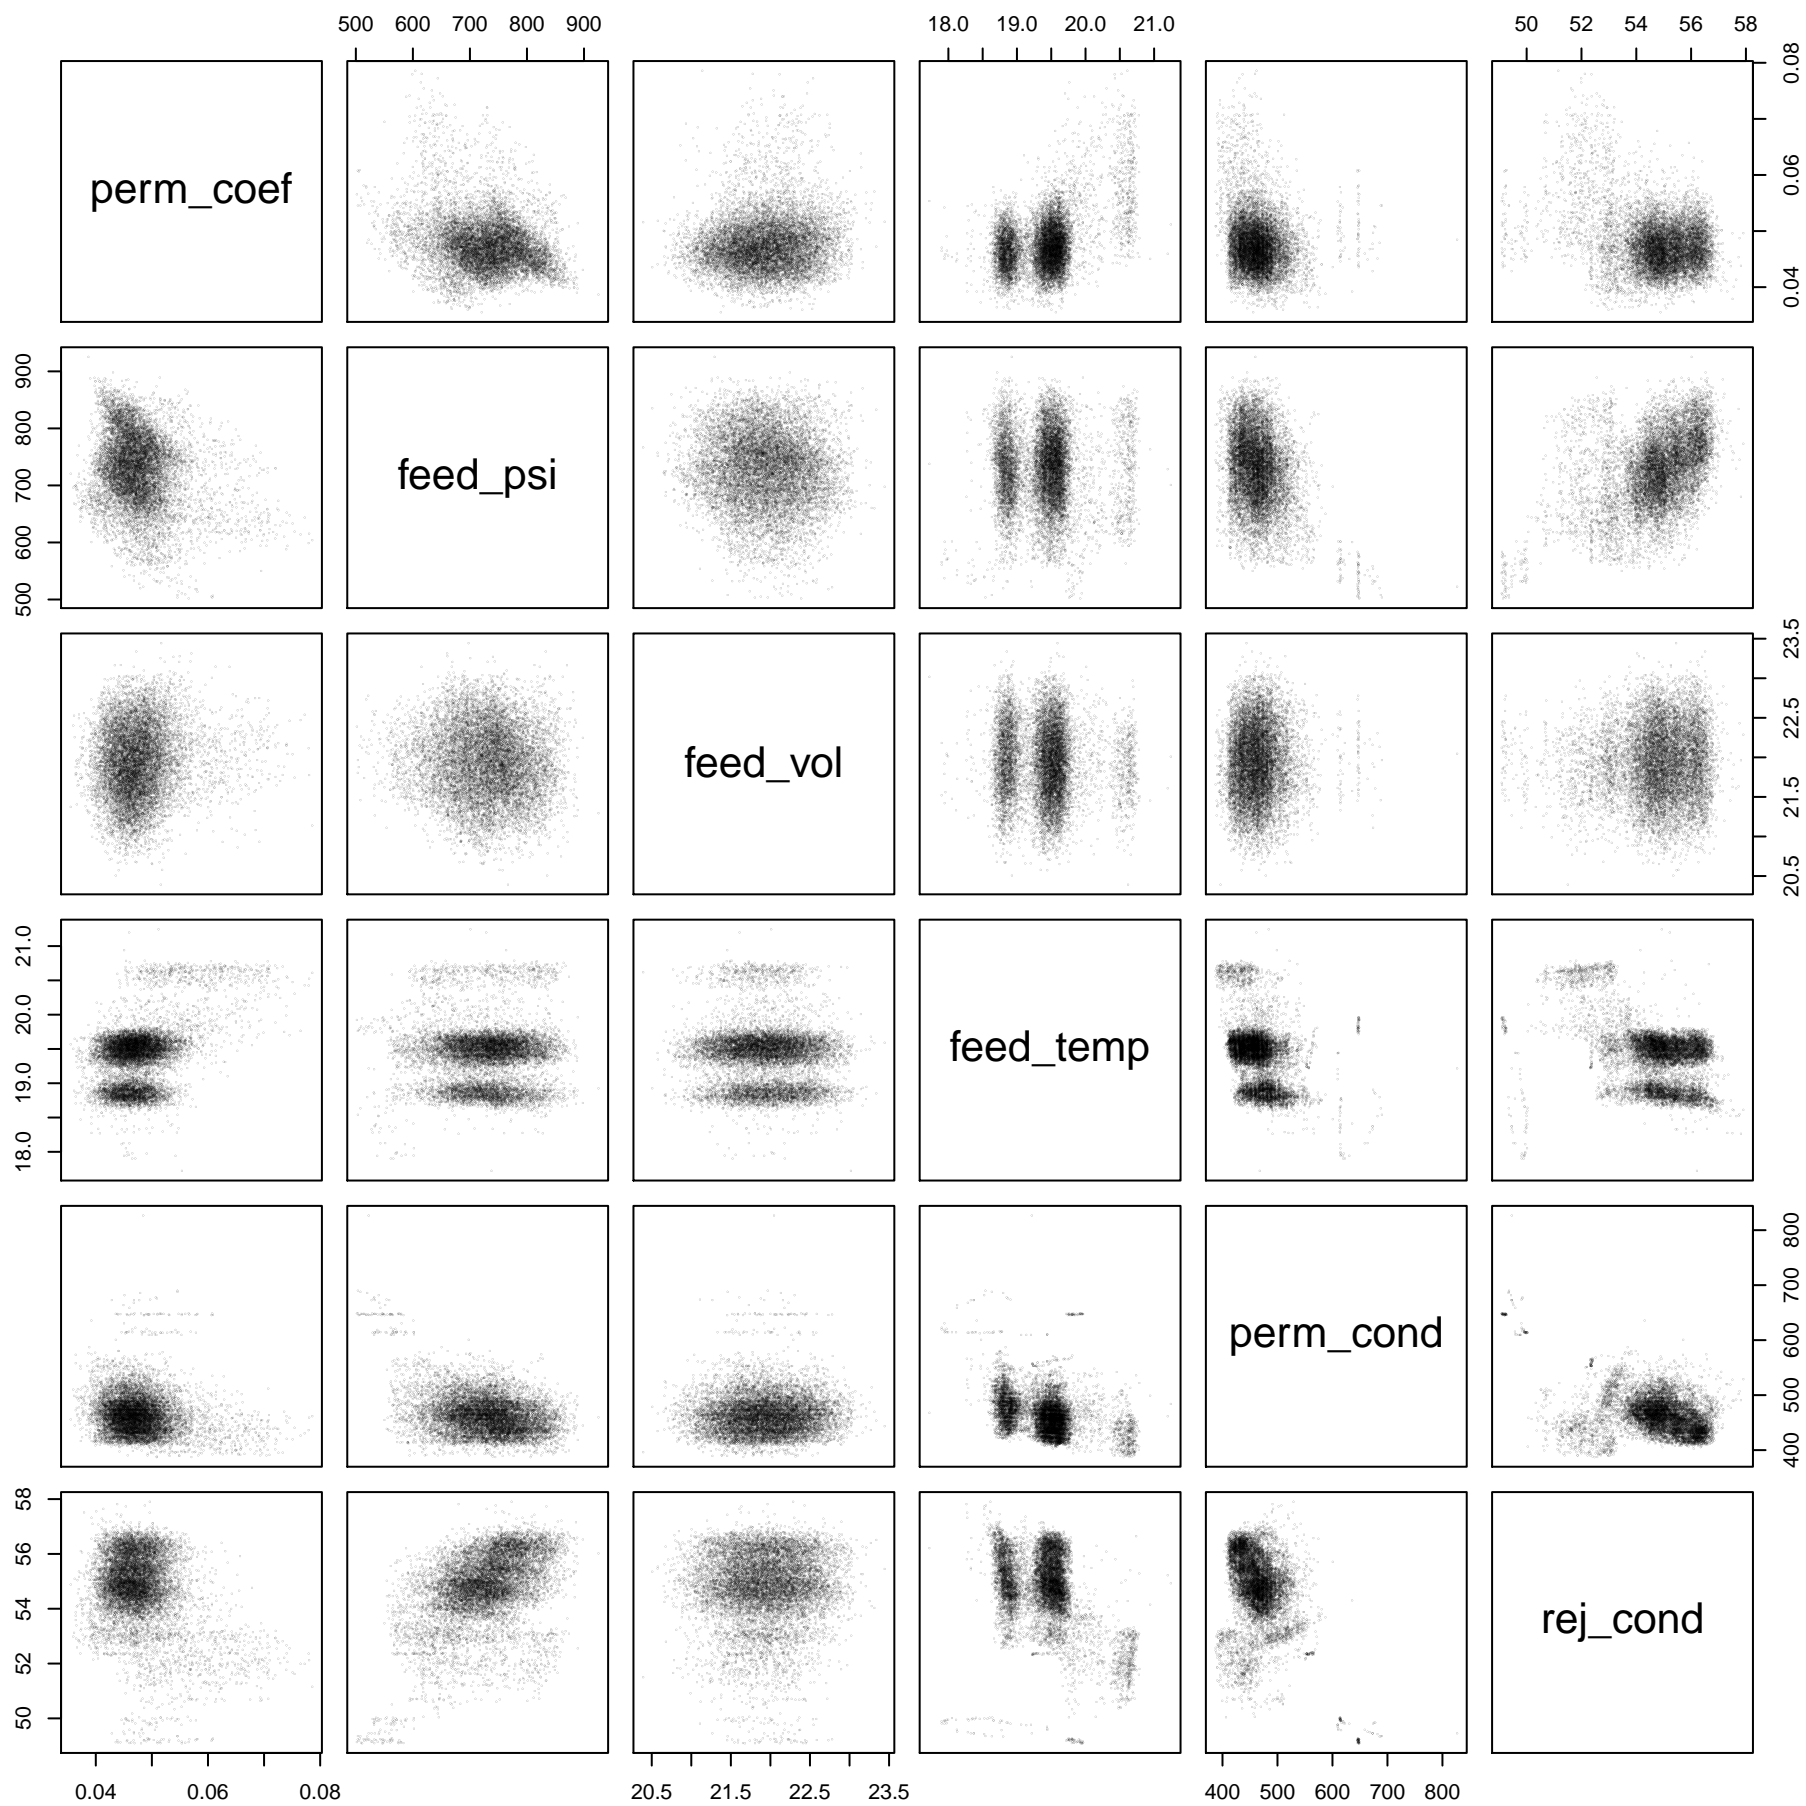 500 600 700 800 900 18.0 19.0 20.0 21.0 50 52 54 56 58
perm_coef
0.04 0.06 0.08
500 600 700 800 900
feed_psi
feed_vol
20.5 21.5 22.5 23.5
18.0 19.0 20.0 21.0
feed_temp
perm_cond
400 500 600 700 800
50 52 54 56 58
rej_cond
0.04 0.06 0.08 20.5 21.5 22.5 23.5 400 500 600 700 800